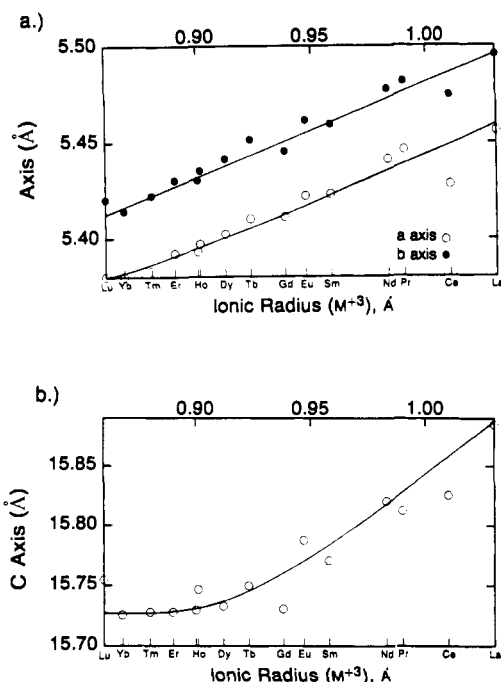 a.)
0.90 0.95 1.00
5.50
5.45
5.40
Axis (Å)
a axis ○
b axis ●
Lu Yb Tm Er Ho Dy Tb Gd Eu Sm Nd Pr Ce La
Ionic Radius (M+3), Å
b.)
0.90 0.95 1.00
15.85
15.80
15.75
15.70
C Axis (Å)
Lu Yb Tm Er Ho Dy Tb Gd Eu Sm Nd Pr Ce La
Ionic Radius (M+3), Å